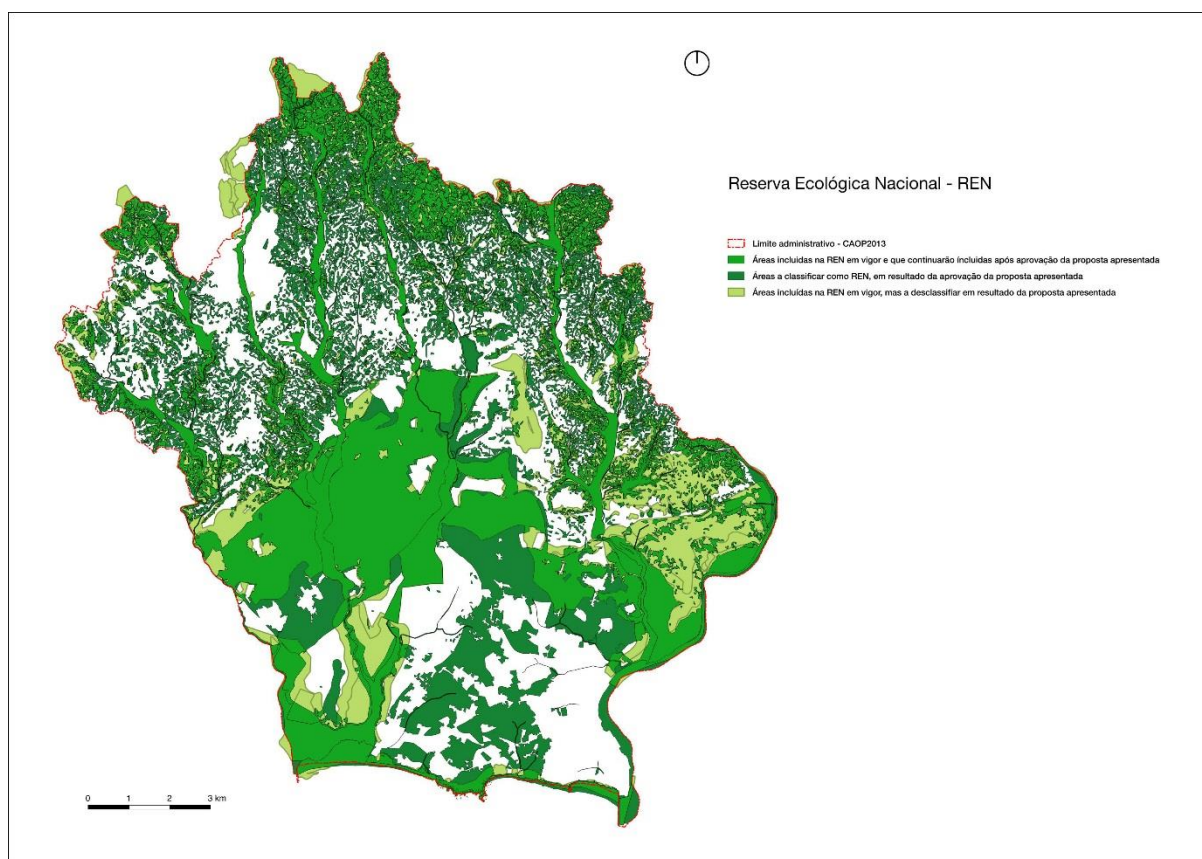 Reserva Ecológica Nacional - REN
Limite administrativo - CAOP2013
Áreas incluídas na REN em vigor e que continuarão íncluídas após aprovação da proposta apresentada
Áreas a classificar como REN, em resultado da aprovação da proposta apresentada
Áreas incluídas na REN em vigor, mas a desclassifiar em resultado da proposta apresentada
0 1 2 3 km